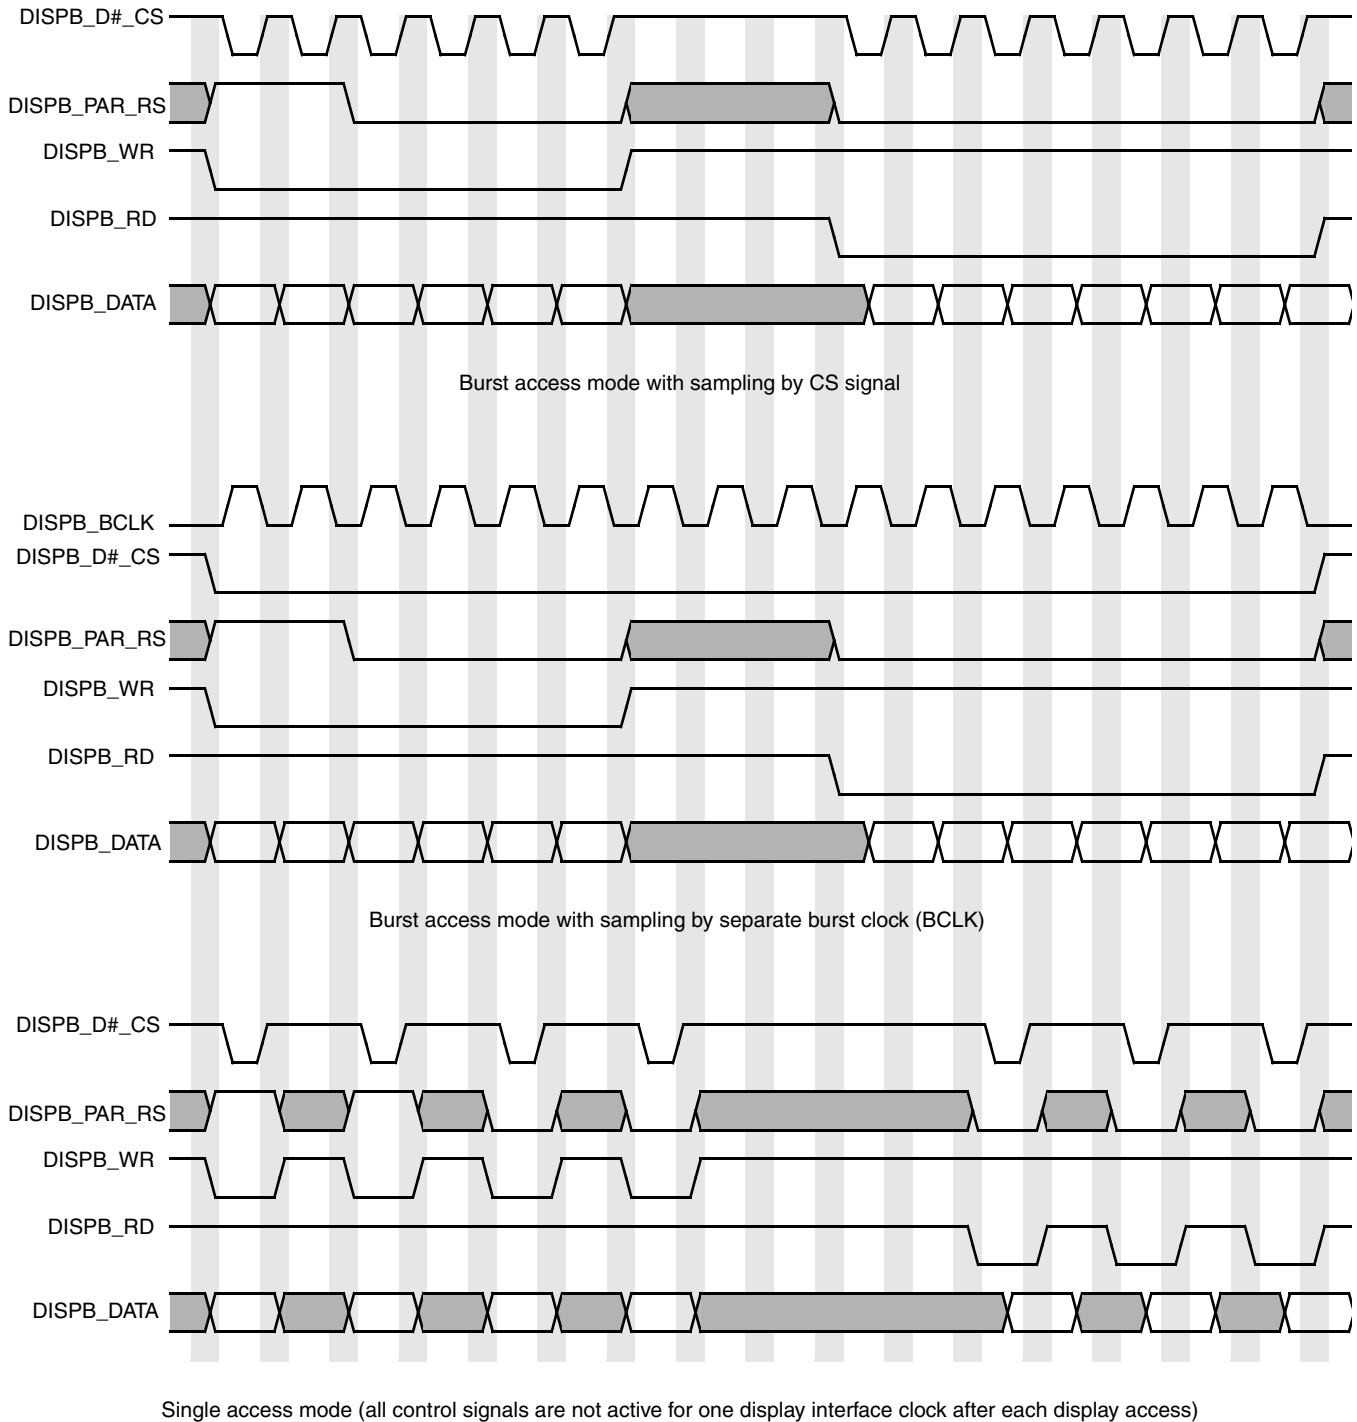 DISPB_D#_CS
DISPB_PAR_RS
DISPB_WR
DISPB_RD
DISPB_DATA
Burst access mode with sampling by CS signal
DISPB_BCLK
DISPB_D#_CS
DISPB_PAR_RS
DISPB_WR
DISPB_RD
DISPB_DATA
Burst access mode with sampling by separate burst clock (BCLK)
DISPB_D#_CS
DISPB_PAR_RS
DISPB_WR
DISPB_RD
DISPB_DATA
Single access mode (all control signals are not active for one display interface clock after each display access)